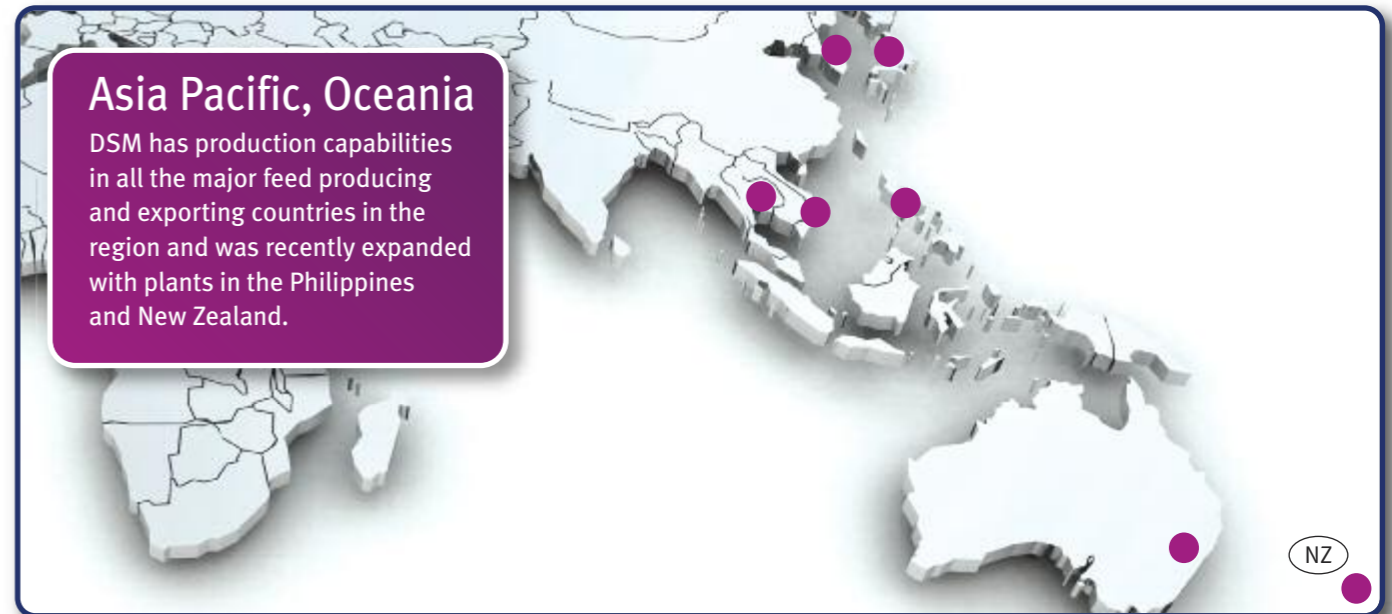 Asia Pacific, Oceania
DSM has production capabilities
in all the major feed producing
and exporting countries in the
region and was recently expanded
with plants in the Philippines
and New Zealand.
NZ